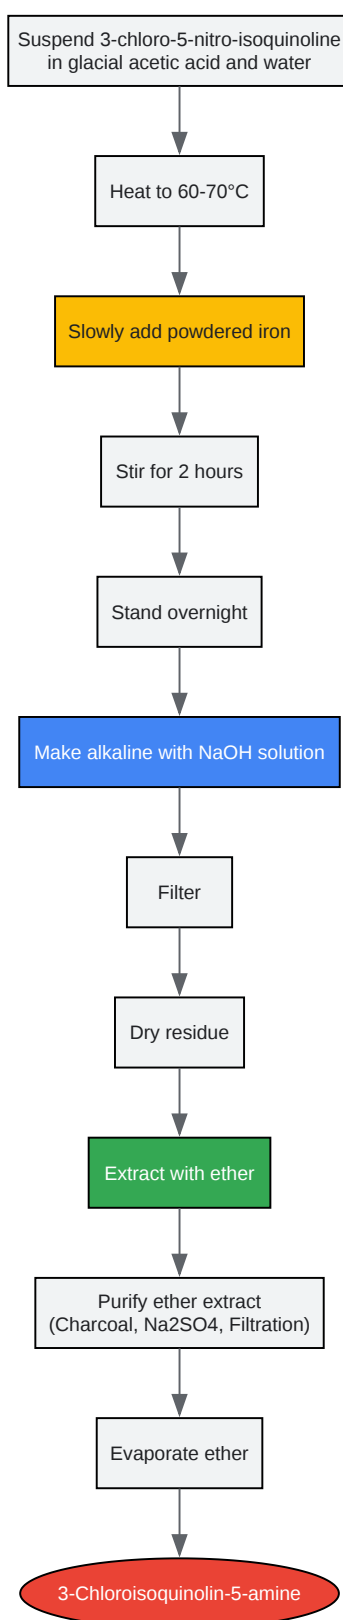 Suspend 3-chloro-5-nitro-isoquinoline
in glacial acetic acid and water
Heat to 60-70°C
Slowly add powdered iron
Stir for 2 hours
Stand overnight
Make alkaline with NaOH solution
Filter
Dry residue
Extract with ether
Purify ether extract
(Charcoal, Na2SO4, Filtration)
Evaporate ether
3-Chloroisoquinolin-5-amine